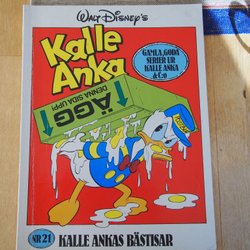 WALT DISNEY'S
Kalle
Anka
GAMLA, GODA
SERIER UR
KALLE ANKA
& C:o
ÄGG
DENNA SIDA UPP!
NR 21
KALLE ANKAS BÄSTISAR